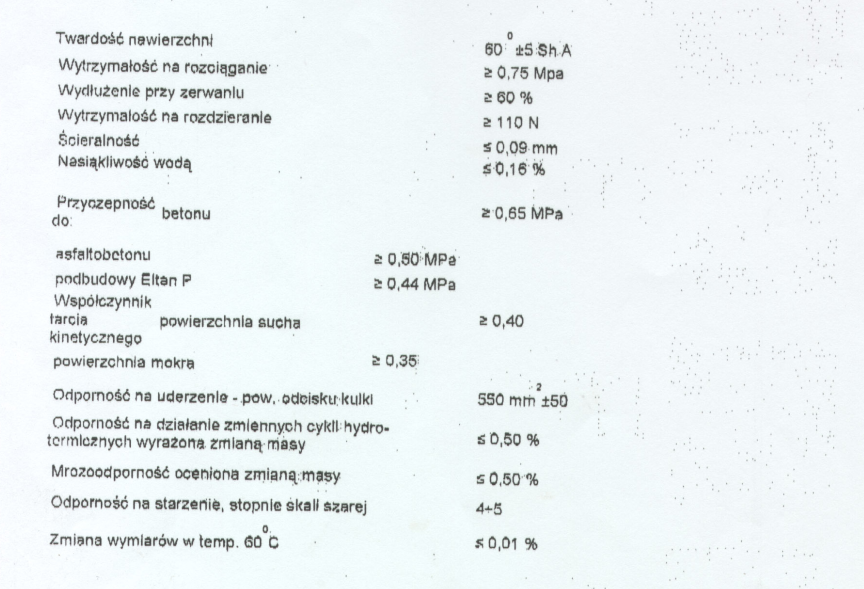 Twardość nawierzchni 60⁰ ±5 Sh A
Wytrzymałość na rozciąganie ≥ 0,75 Mpa
Wydłużenie przy zerwaniu ≥ 60 %
Wytrzymałość na rozdzieranie ≥ 110 N
Ścieralność ≤ 0,09 mm
Nasiąkliwość wodą ≤ 0,16 %
Przyczepność do: betonu ≥ 0,65 MPa
asfaltobetonu ≥ 0,50 MPa
podbudowy Eltan P ≥ 0,44 MPa
Współczynnik
tarcia powierzchnia sucha ≥ 0,40
kinetycznego
powierzchnia mokra ≥ 0,35
Odporność na uderzenie - pow. odcisku kulki 550 mm² ±50
Odporność na działanie zmiennych cykli hydro-
termicznych wyrażona zmianą masy ≤ 0,50 %
Mrozoodporność oceniona zmianą masy ≤ 0,50 %
Odporność na starzenie, stopnie skali szarej 4÷5
Zmiana wymiarów w temp. 60⁰C ≤ 0,01 %